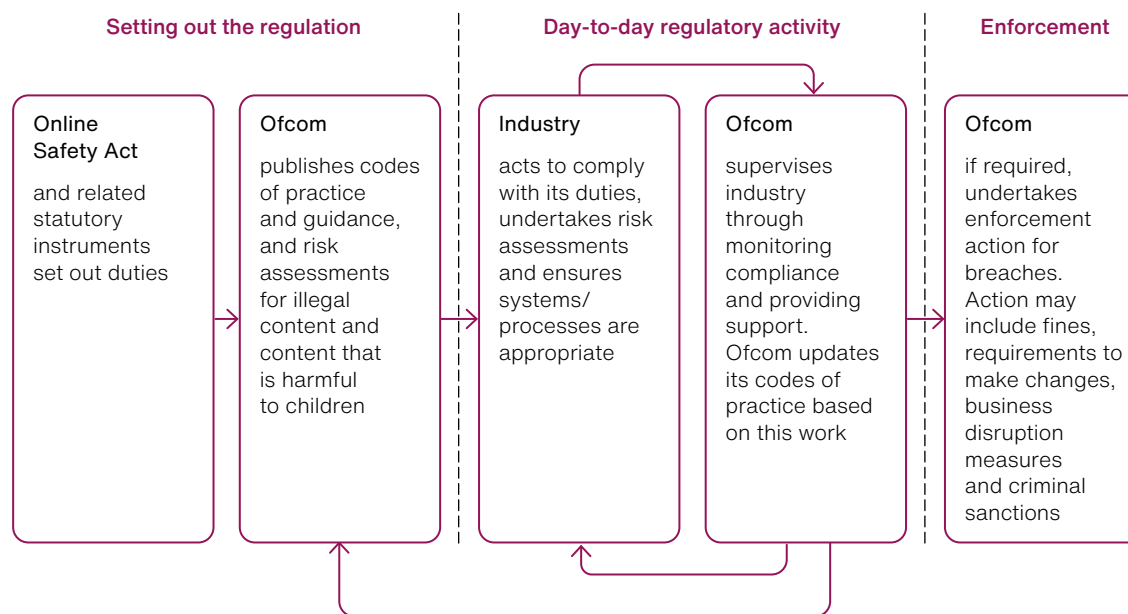 Setting out the regulation
Day-to-day regulatory activity
Enforcement
Online
Safety Act
and related
statutory
instruments
set out duties
Ofcom
publishes codes
of practice
and guidance,
and risk
assessments
for illegal
content and
content that
is harmful
to children
Industry
acts to comply
with its duties,
undertakes risk
assessments
and ensures
systems/
processes are
appropriate
Ofcom
supervises
industry
through
monitoring
compliance
and providing
support.
Ofcom updates
its codes of
practice based
on this work
Ofcom
if required,
undertakes
enforcement
action for
breaches.
Action may
include fines,
requirements to
make changes,
business
disruption
measures
and criminal
sanctions